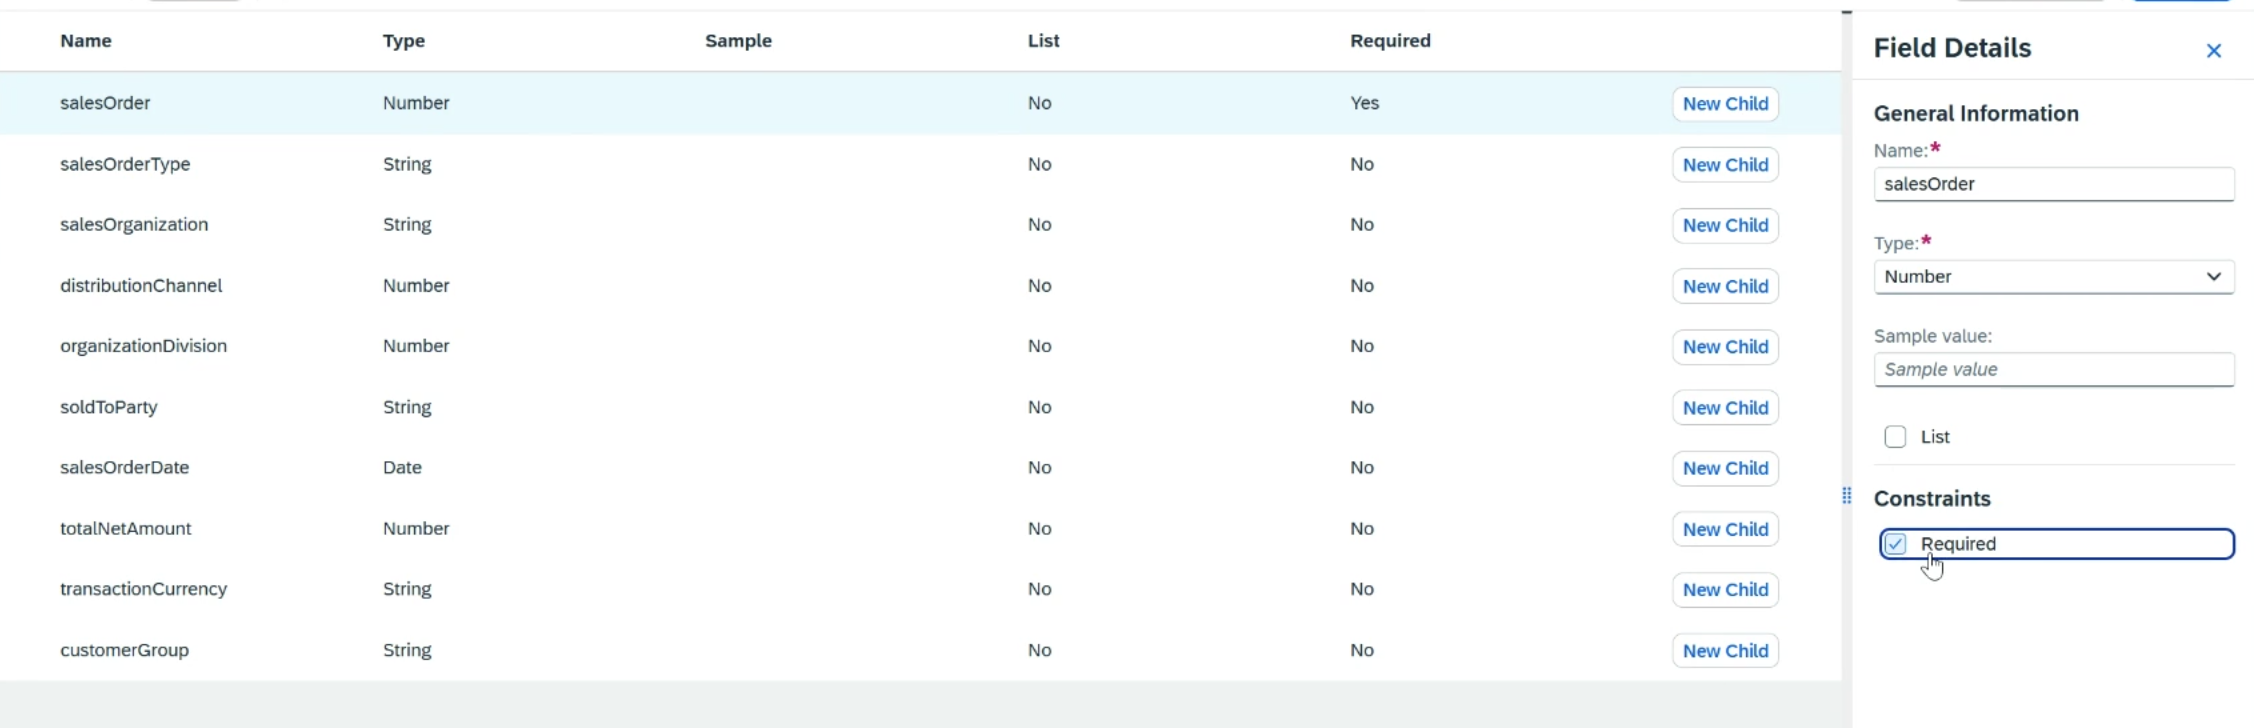 Name Type Sample List Required
salesOrder Number No Yes New Child
salesOrderType String No No New Child
salesOrganization String No No New Child
distributionChannel Number No No New Child
organizationDivision Number No No New Child
soldToParty String No No New Child
salesOrderDate Date No No New Child
totalNetAmount Number No No New Child
transactionCurrency String No No New Child
customerGroup String No No New Child
Field Details
General Information
Name:*
salesOrder
Type:*
Number
Sample value:
Sample value
List
Constraints
Required